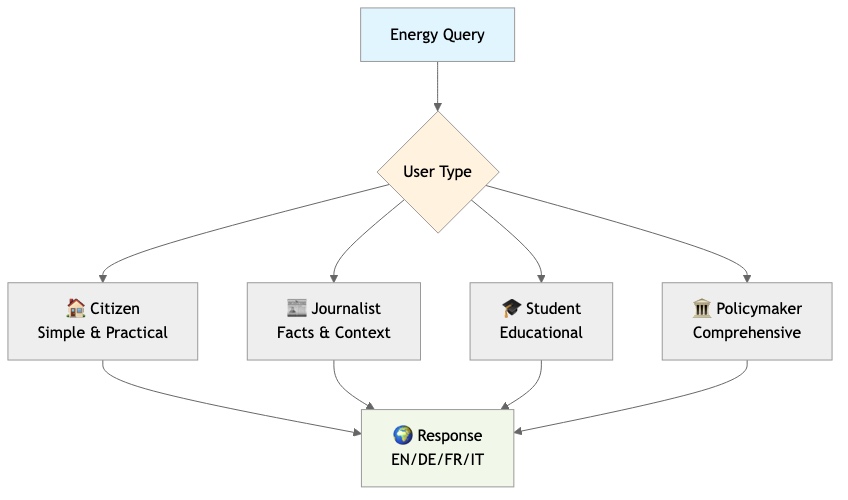 Energy Query
User Type
🏠 Citizen
Simple & Practical
📰 Journalist
Facts & Context
🎓 Student
Educational
🏛️ Policymaker
Comprehensive
🌍 Response
EN/DE/FR/IT